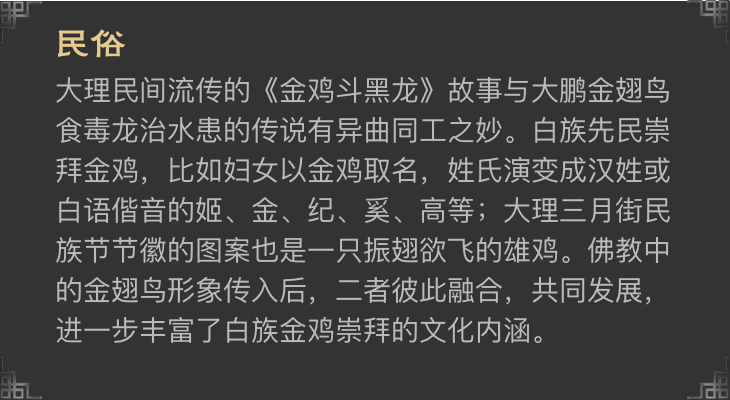 民俗
大理民间流传的《金鸡斗黑龙》故事与大鹏金翅鸟
食毒龙治水患的传说有异曲同工之妙。白族先民崇
拜金鸡，比如妇女以金鸡取名，姓氏演变成汉姓或
白语偕音的姬、金、纪、奚、高等；大理三月街民
族节节徽的图案也是一只振翅欲飞的雄鸡。佛教中
的金翅鸟形象传入后，二者彼此融合，共同发展，
进一步丰富了白族金鸡崇拜的文化内涵。